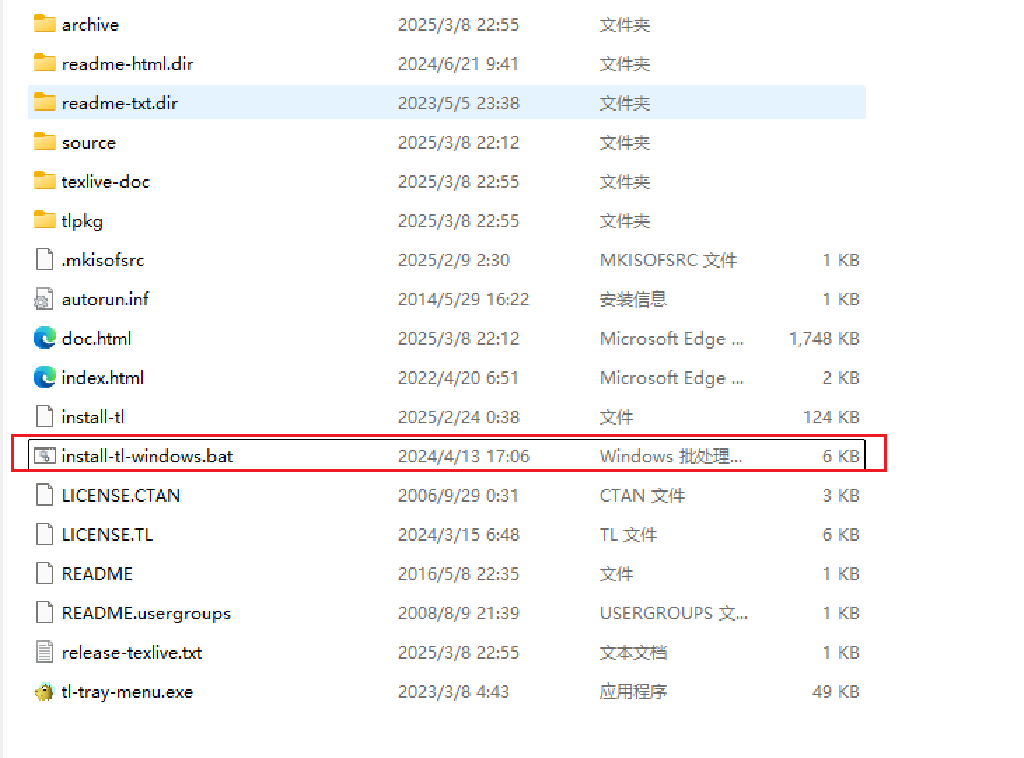 archive 2025/3/8 22:55 文件夹
readme-html.dir 2024/6/21 9:41 文件夹
readme-txt.dir 2023/5/5 23:38 文件夹
source 2025/3/8 22:12 文件夹
texlive-doc 2025/3/8 22:55 文件夹
tlpkg 2025/3/8 22:55 文件夹
.mkisofsrc 2025/2/9 2:30 MKISOFSRC 文件 1 KB
autorun.inf 2014/5/29 16:22 安装信息 1 KB
doc.html 2025/3/8 22:12 Microsoft Edge ... 1,748 KB
index.html 2022/4/20 6:51 Microsoft Edge ... 2 KB
install-tl 2025/2/24 0:38 文件 124 KB
install-tl-windows.bat 2024/4/13 17:06 Windows 批处理... 6 KB
LICENSE.CTAN 2006/9/29 0:31 CTAN 文件 3 KB
LICENSE.TL 2024/3/15 6:48 TL 文件 6 KB
README 2016/5/8 22:35 文件 1 KB
README.usergroups 2008/8/9 21:39 USERGROUPS 文... 1 KB
release-texlive.txt 2025/3/8 22:55 文本文档 1 KB
tl-tray-menu.exe 2023/3/8 4:43 应用程序 49 KB